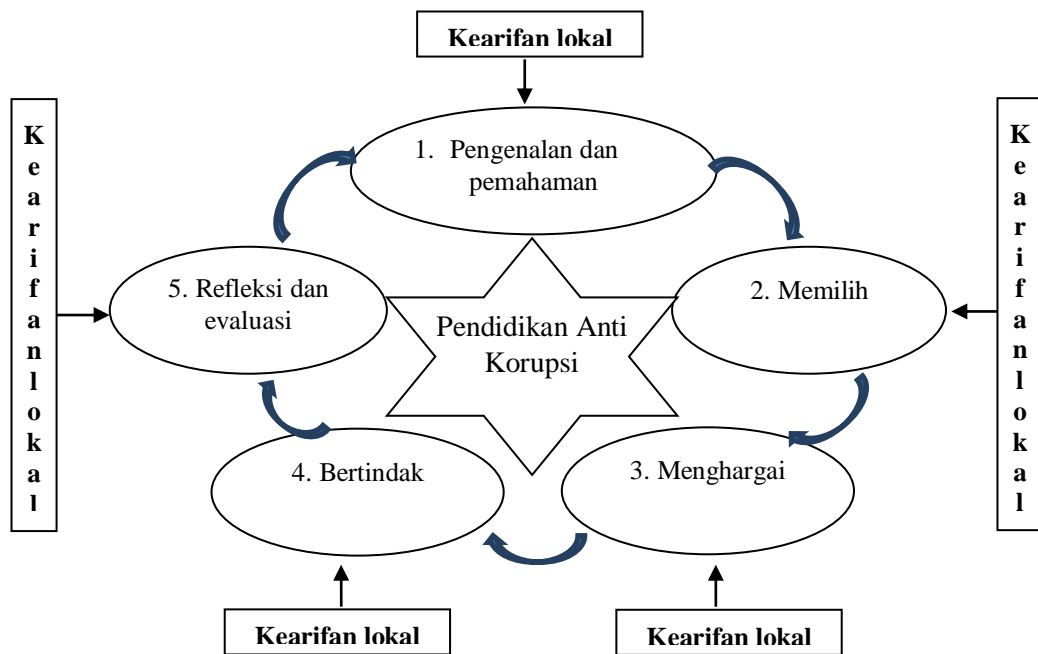 Kearifan lokal
1. Pengenalan dan
pemahaman
K
e
a
r
i
f
a
n
l
o
k
a
l
5. Refleksi dan
evaluasi
Pendidikan Anti
Korupsi
2. Memilih
K
e
a
r
i
f
a
n
l
o
k
a
l
4. Bertindak
3. Menghargai
Kearifan lokal
Kearifan lokal